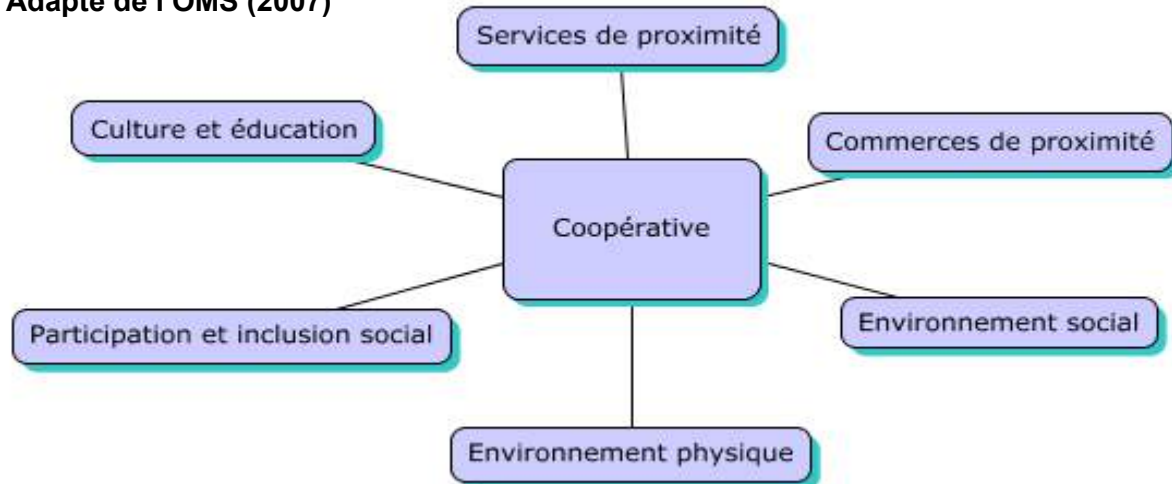 Adapté de l'OMS (2007)
Services de proximité
Culture et éducation
Commerces de proximité
Coopérative
Participation et inclusion social
Environnement social
Environnement physique